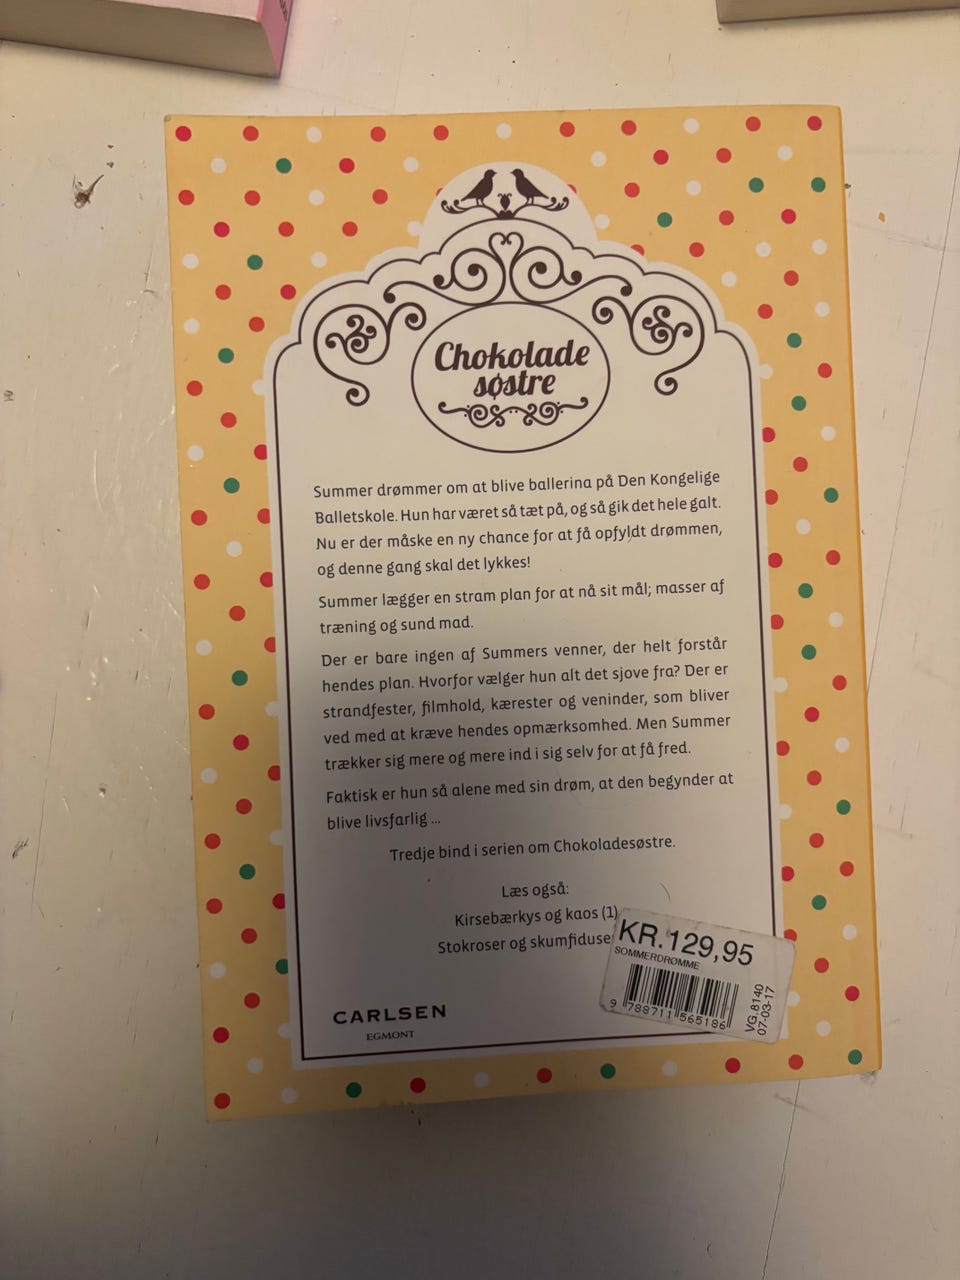 Chokolade
søstre
Summer drømmer om at blive ballerina på Den Kongelige
Balletskole. Hun har været så tæt på, og så gik det hele galt.
Nu er der måske en ny chance for at få opfyldt drømmen,
og denne gang skal det lykkes!
Summer lægger en stram plan for at nå sit mål; masser af
træning og sund mad.
Der er bare ingen af Summers venner, der helt forstår
hendes plan. Hvorfor vælger hun alt det sjove fra? Der er
strandfester, filmhold, kærester og veninder, som bliver
ved med at kræve hendes opmærksomhed. Men Summer
trækker sig mere og mere ind i sig selv for at få fred.
Faktisk er hun så alene med sin drøm, at den begynder at
blive livsfarlig ...
Tredje bind i serien om Chokoladesøstre.
Læs også:
Kirsebærkys og kaos (1)
Stokroser og skumfiduse
KR.129,95
SOMMERDRØMME
9 788711 565186
VG.8140
07-03-17
CARLSEN
EGMONT